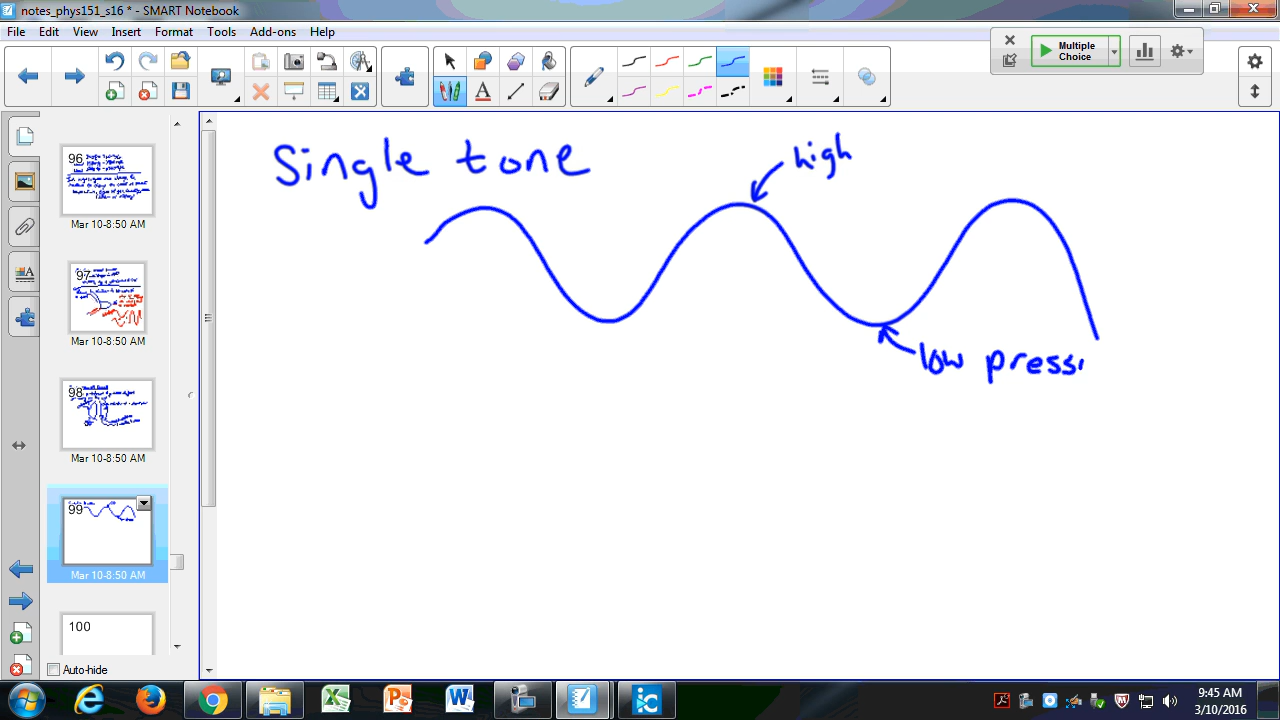 notes_phys151_s16 * - SMART Notebook
File Edit View Insert Format Tools Add-ons Help
Multiple
Choice
96
Mar 10-8:50 AM
97
Mar 10-8:50 AM
98
Mar 10-8:50 AM
99
Mar 10-8:50 AM
100
Auto-hide
Single tone
high
low press
9:45 AM
3/10/2016